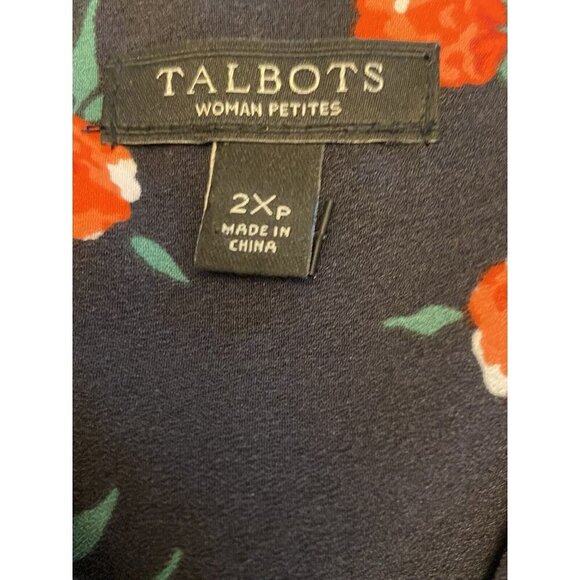 TALBOTS
WOMAN PETITES
2XP
MADE IN
CHINA